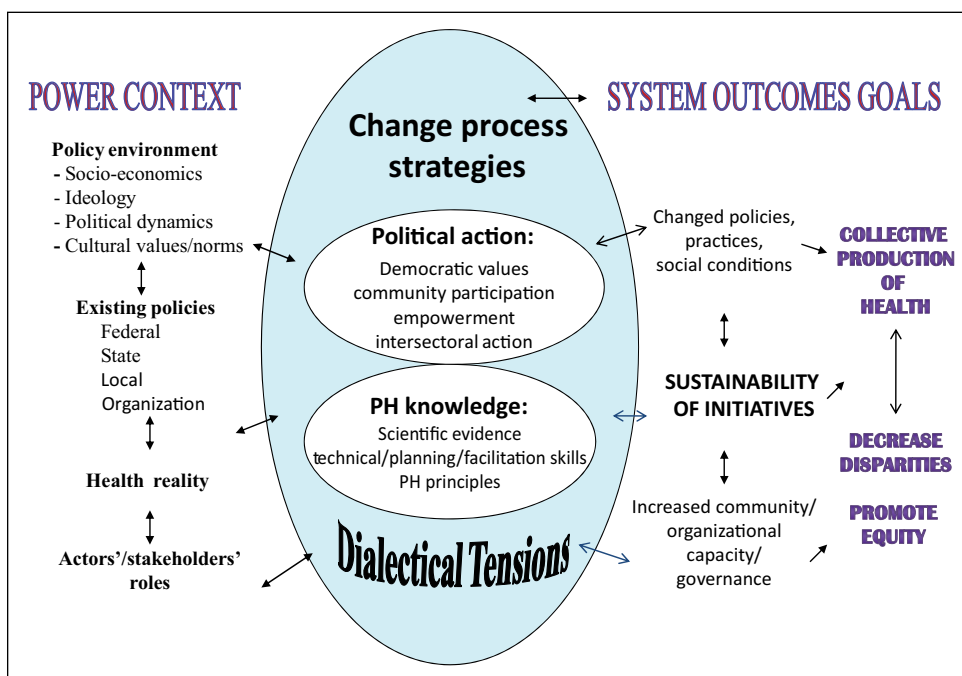 POWER CONTEXT
Policy environment
- Socio-economics
- Ideology
- Political dynamics
- Cultural values/norms
Existing policies
Federal
State
Local
Organization
Health reality
Actors'/stakeholders'
roles
Change process
strategies
Political action:
Democratic values
community participation
empowerment
intersectoral action
PH knowledge:
Scientific evidence
technical/planning/facilitation skills
PH principles
Dialectical Tensions
SYSTEM OUTCOMES GOALS
Changed policies,
practices,
social conditions
SUSTAINABILITY
OF INITIATIVES
Increased community/
organizational
capacity/
governance
COLLECTIVE
PRODUCTION
OF
HEALTH
DECREASE
DISPARITIES
PROMOTE
EQUITY